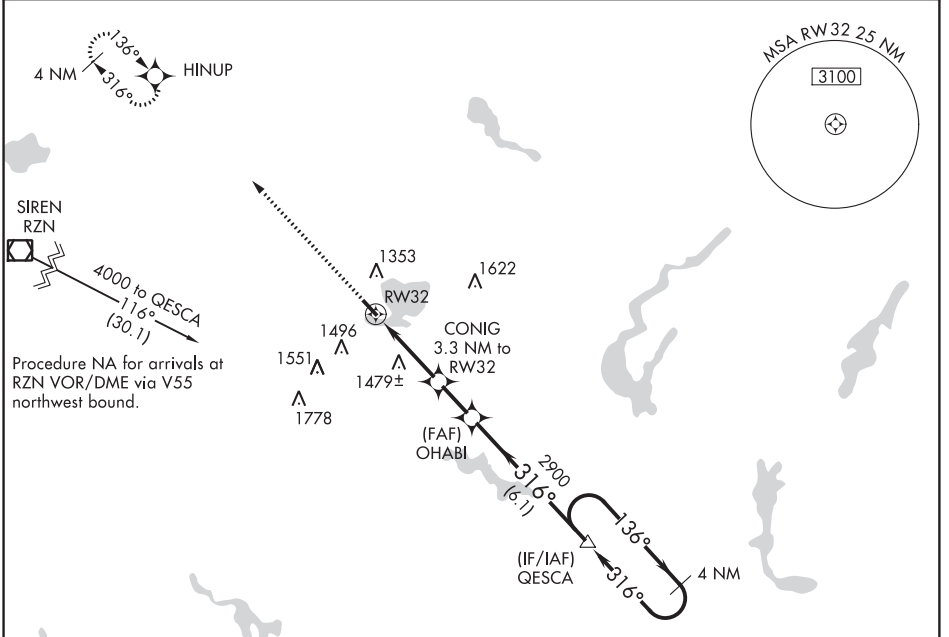 136°
4 NM
316°
HINUP
MSA RW32 25 NM
3100
SIREN
RZN
4000 to QESCA
116°
(30.1)
Procedure NA for arrivals at
RZN VOR/DME via V55
northwest bound.
1353
1622
RW32
1496
CONIG
3.3 NM to
RW32
1551
1479±
1778
(FAF)
OHABI
2900
316°
(6.1)
136°
(IF/IAF)
QESCA
316°
4 NM